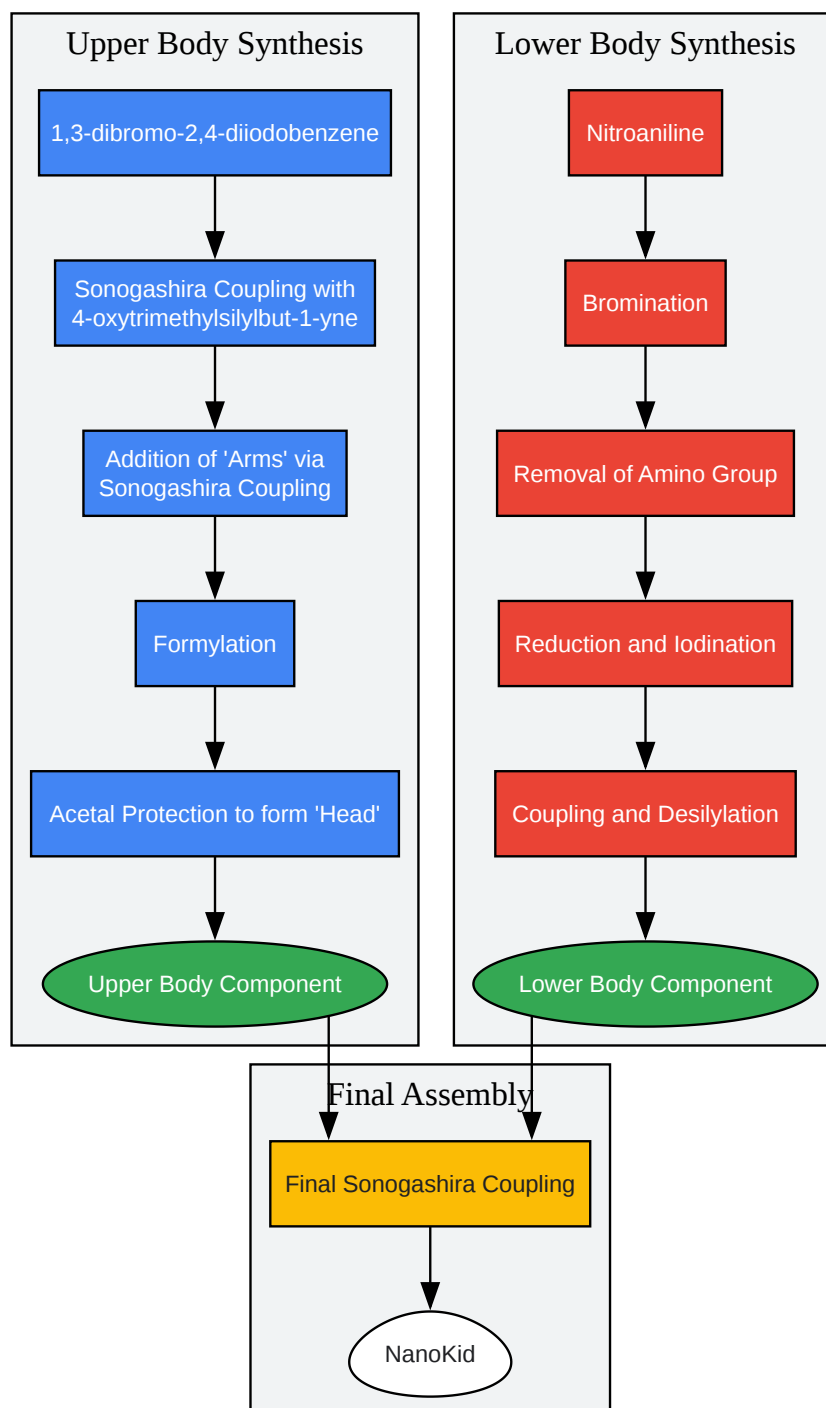 Upper Body Synthesis
1,3-dibromo-2,4-diiodobenzene
Sonogashira Coupling with
4-oxytrimethylsilylbut-1-yne
Addition of 'Arms' via
Sonogashira Coupling
Formylation
Acetal Protection to form 'Head'
Upper Body Component
Lower Body Synthesis
Nitroaniline
Bromination
Removal of Amino Group
Reduction and Iodination
Coupling and Desilylation
Lower Body Component
Final Assembly
Final Sonogashira Coupling
NanoKid